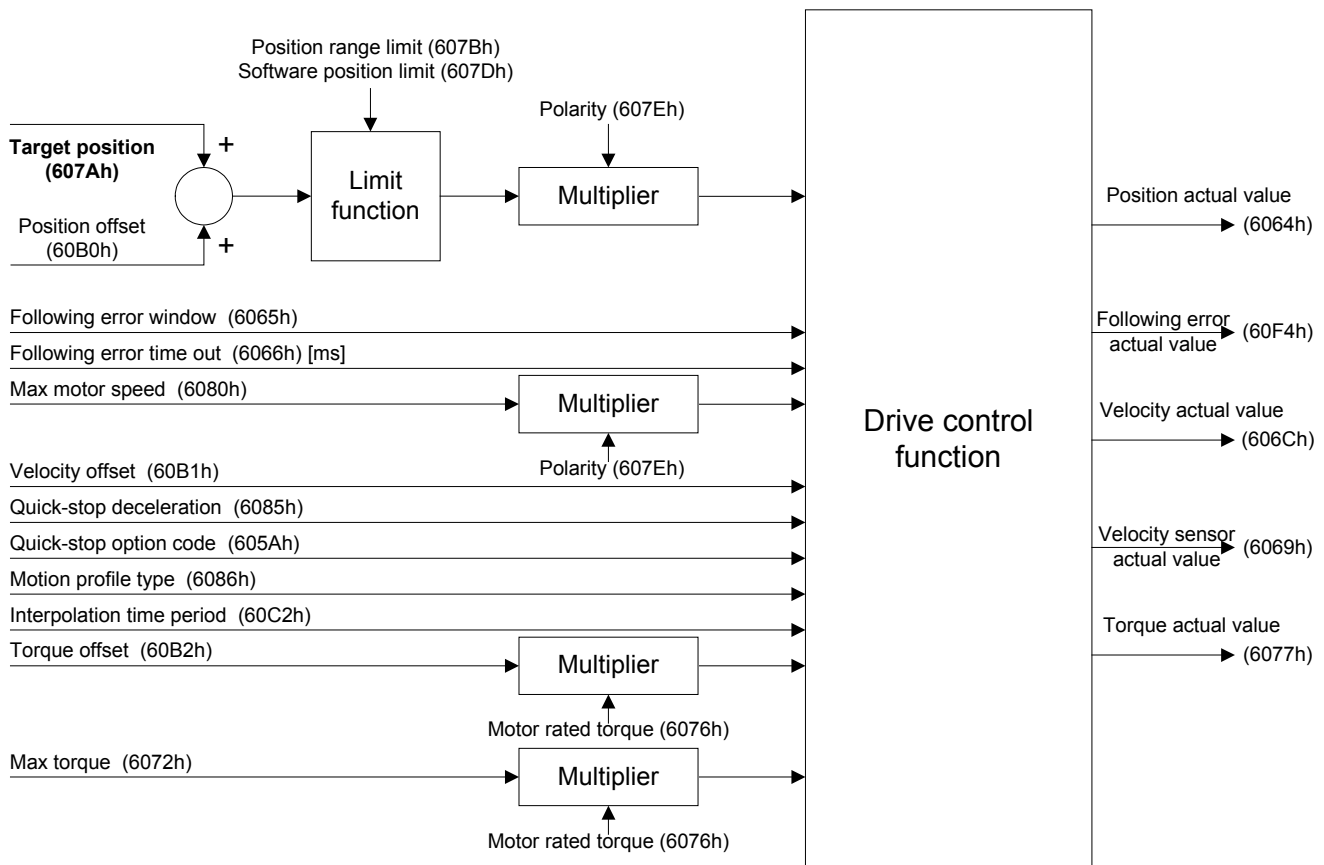 Position range limit (607Bh)
Software position limit (607Dh)
Polarity (607Eh)
+
Target position
(607Ah)
Limit
function
Multiplier
Position offset
(60B0h)
+
Following error window (6065h)
Following error time out (6066h) [ms]
Max motor speed (6080h)
Multiplier
Polarity (607Eh)
Velocity offset (60B1h)
Quick-stop deceleration (6085h)
Quick-stop option code (605Ah)
Motion profile type (6086h)
Interpolation time period (60C2h)
Torque offset (60B2h)
Multiplier
Motor rated torque (6076h)
Max torque (6072h)
Multiplier
Motor rated torque (6076h)
Drive control
function
Position actual value
(6064h)
Following error
actual value
(60F4h)
Velocity actual value
(606Ch)
Velocity sensor
actual value
(6069h)
Torque actual value
(6077h)